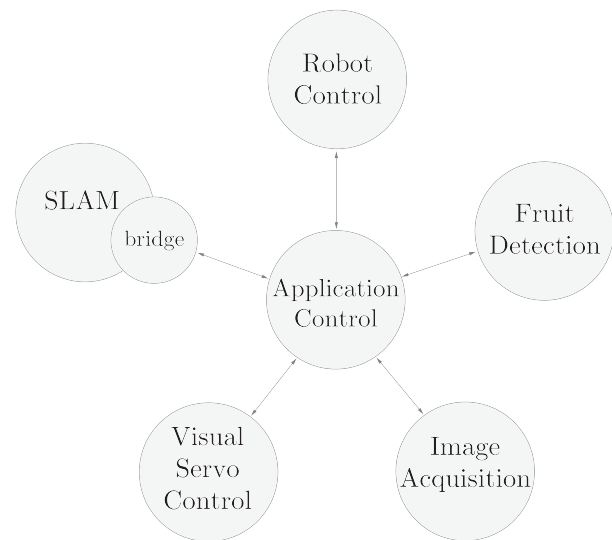 Robot
Control
SLAM
bridge
Fruit
Detection
Application
Control
Visual
Servo
Control
Image
Acquisition